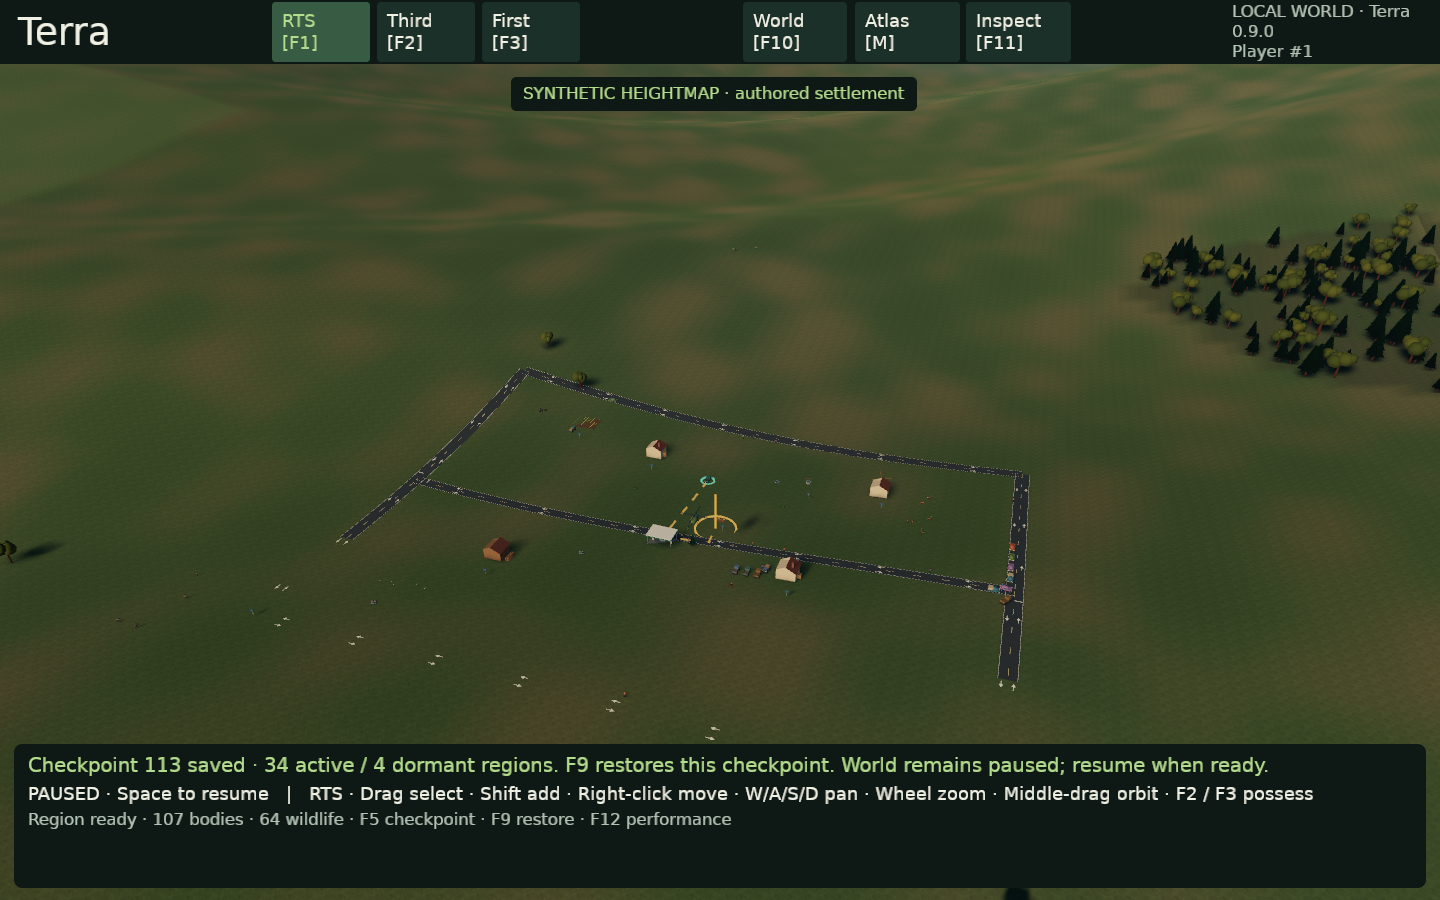 Terra
RTS
[F1]
Third
[F2]
First
[F3]
World
[F10]
Atlas
[M]
Inspect
[F11]
LOCAL WORLD · Terra
0.9.0
Player #1
SYNTHETIC HEIGHTMAP · authored settlement
Checkpoint 113 saved · 34 active / 4 dormant regions. F9 restores this checkpoint. World remains paused; resume when ready.
PAUSED · Space to resume | RTS · Drag select · Shift add · Right-click move · W/A/S/D pan · Wheel zoom · Middle-drag orbit · F2 / F3 possess
Region ready · 107 bodies · 64 wildlife · F5 checkpoint · F9 restore · F12 performance